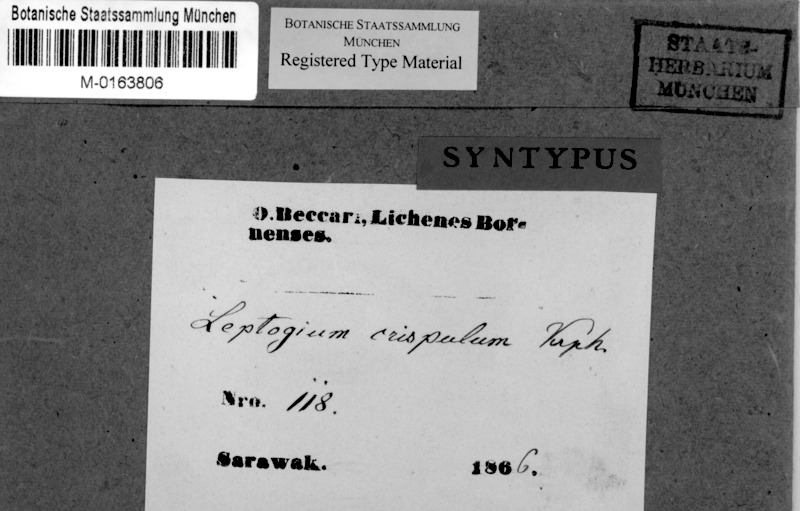 Botanische Staatssammlung München
M-0163806
BOTANISCHE STAATSSAMMLUNG
MÜNCHEN
Registered Type Material
STAATS-
HERBARIUM
MÜNCHEN
SYNTYPUS
O. Beccari, Lichenes Bor-
nenses.
Leptogium crispulum Krph.
Nro. 118.
Sarawak. 1866.